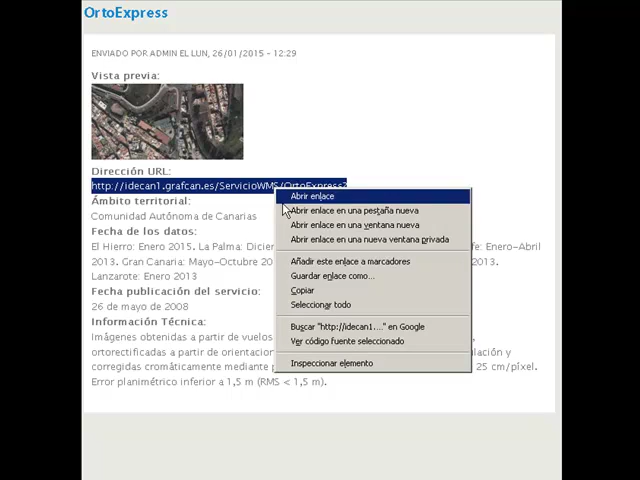 OrtoExpress
ENVIADO POR ADMIN EL LUN, 26/01/2015 - 12:29
Vista previa:
Dirección URL:
http://idecan1.grafcan.es/ServicioWMS/OrtoExpress?
Ámbito territorial:
Comunidad Autónoma de Canarias
Fecha de los datos:
El Hierro: Enero 2015. La Palma: Diciem
fe: Enero-Abril
2013. Gran Canaria: Mayo-Octubre 20
Lanzarote: Enero 2013
Fecha publicación del servicio:
26 de mayo de 2008
Información Técnica:
Imágenes obtenidas a partir de vuelos
ortorectificadas a partir de orientacion
ulación y
corregidas cromáticamente mediante
25 cm/píxel.
Error planimétrico inferior a 1,5 m (RMS < 1,5 m).
Abrir enlace
Abrir enlace en una pestaña nueva
Abrir enlace en una ventana nueva
Abrir enlace en una nueva ventana privada
Añadir este enlace a marcadores
Guardar enlace como...
Copiar
Seleccionar todo
Buscar "http://idecan1...." en Google
Ver código fuente seleccionado
Inspeccionar elemento